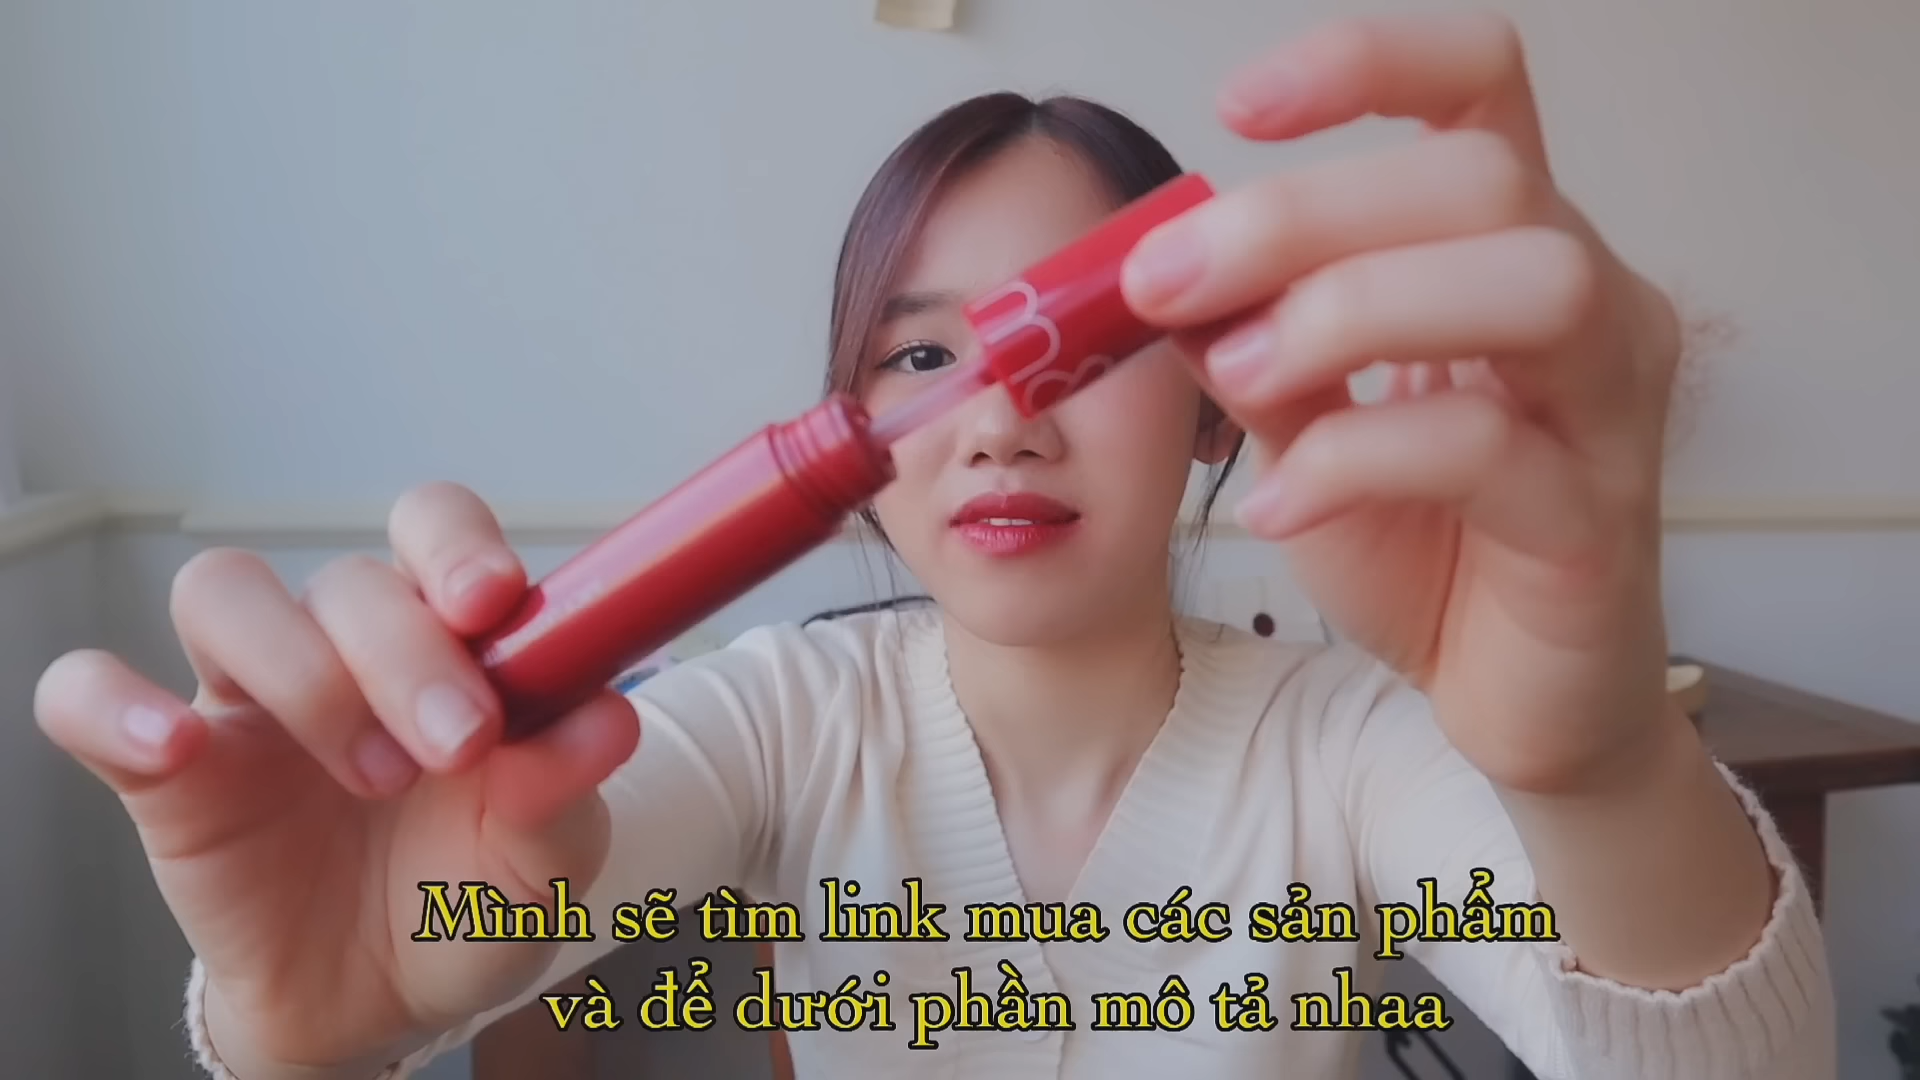 Mình sẽ tìm link mua các sản phẩm
và để dưới phần mô tả nhaa